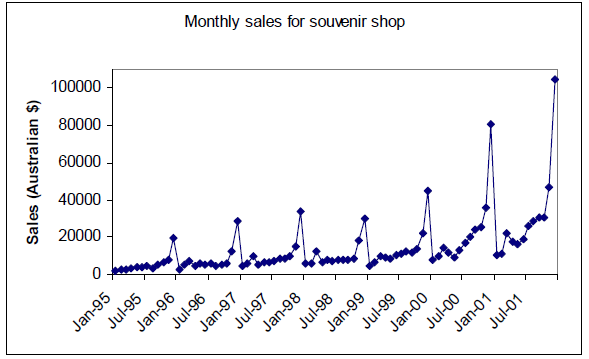 Monthly sales for souvenir shop
Sales (Australian $)
100000
80000
60000
40000
20000
0
Jan-95
Jul-95
Jan-96
Jul-96
Jan-97
Jul-97
Jan-98
Jul-98
Jan-99
Jul-99
Jan-00
Jul-00
Jan-01
Jul-01